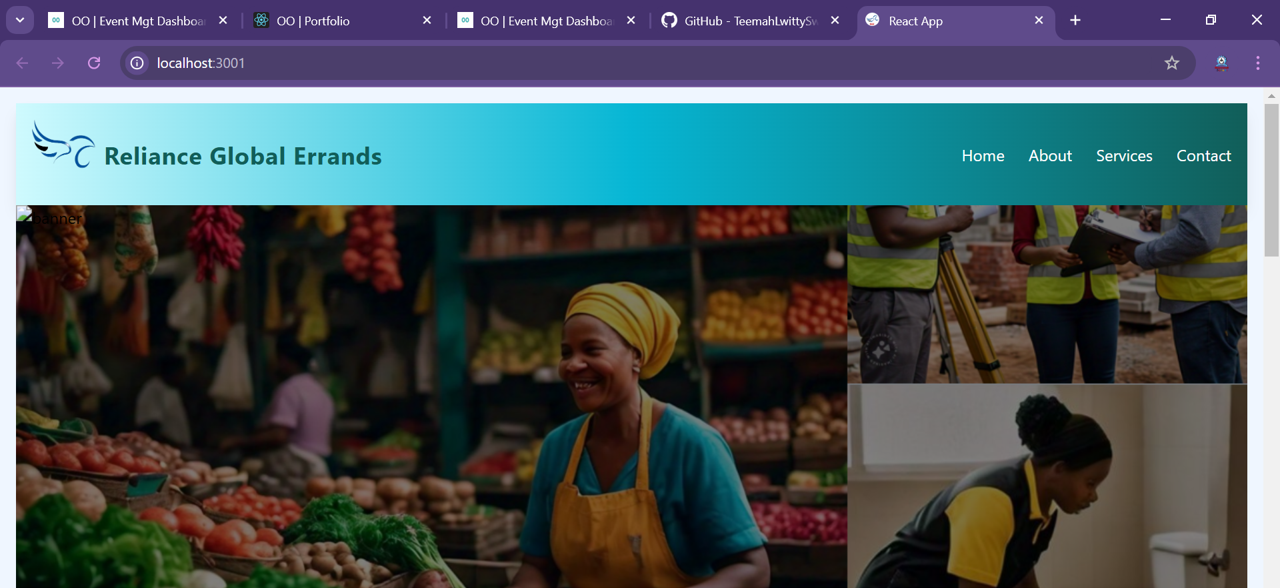 OO | Event Mgt Dashboa
OO | Portfolio
OO | Event Mgt Dashboa
GitHub - TeemahLwittySw
React App
localhost:3001
Reliance Global Errands
Home
About
Services
Contact